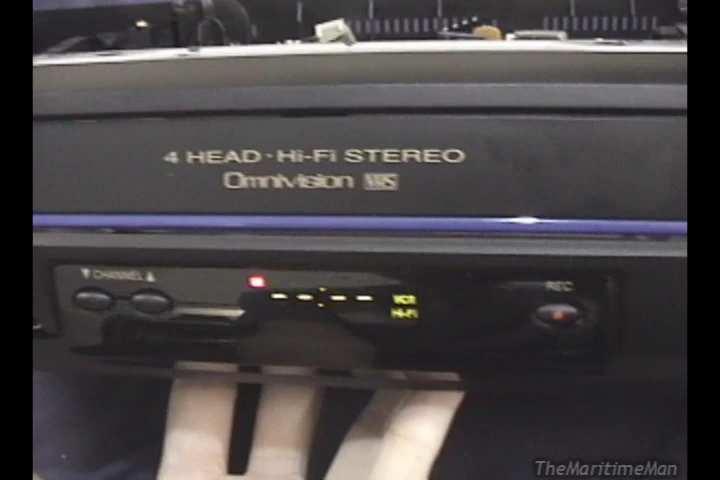 4 HEAD·Hi-Fi STEREO
OmniVision VHS
▼CHANNEL▲
--:--
VCR
REC
Hi-Fi
TheMaritimeMan